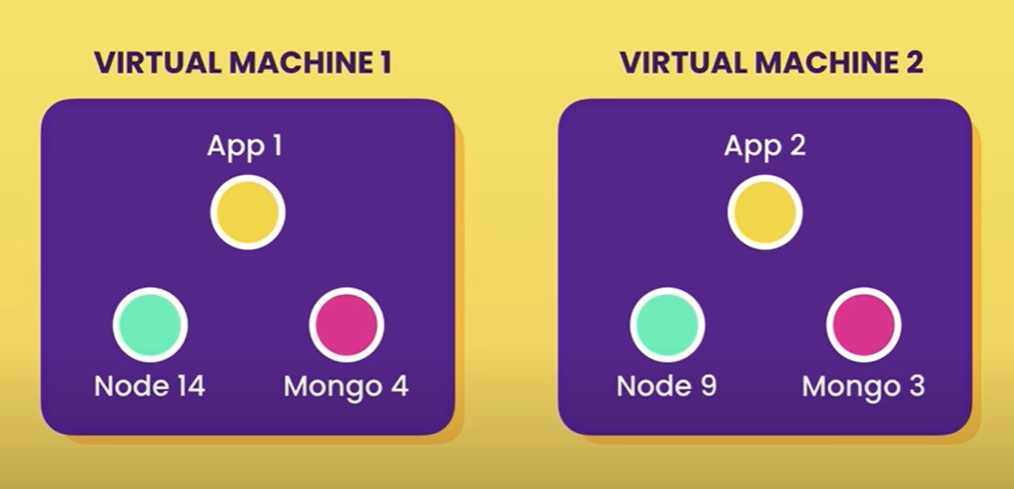 VIRTUAL MACHINE 1
App 1
Node 14
Mongo 4
VIRTUAL MACHINE 2
App 2
Node 9
Mongo 3